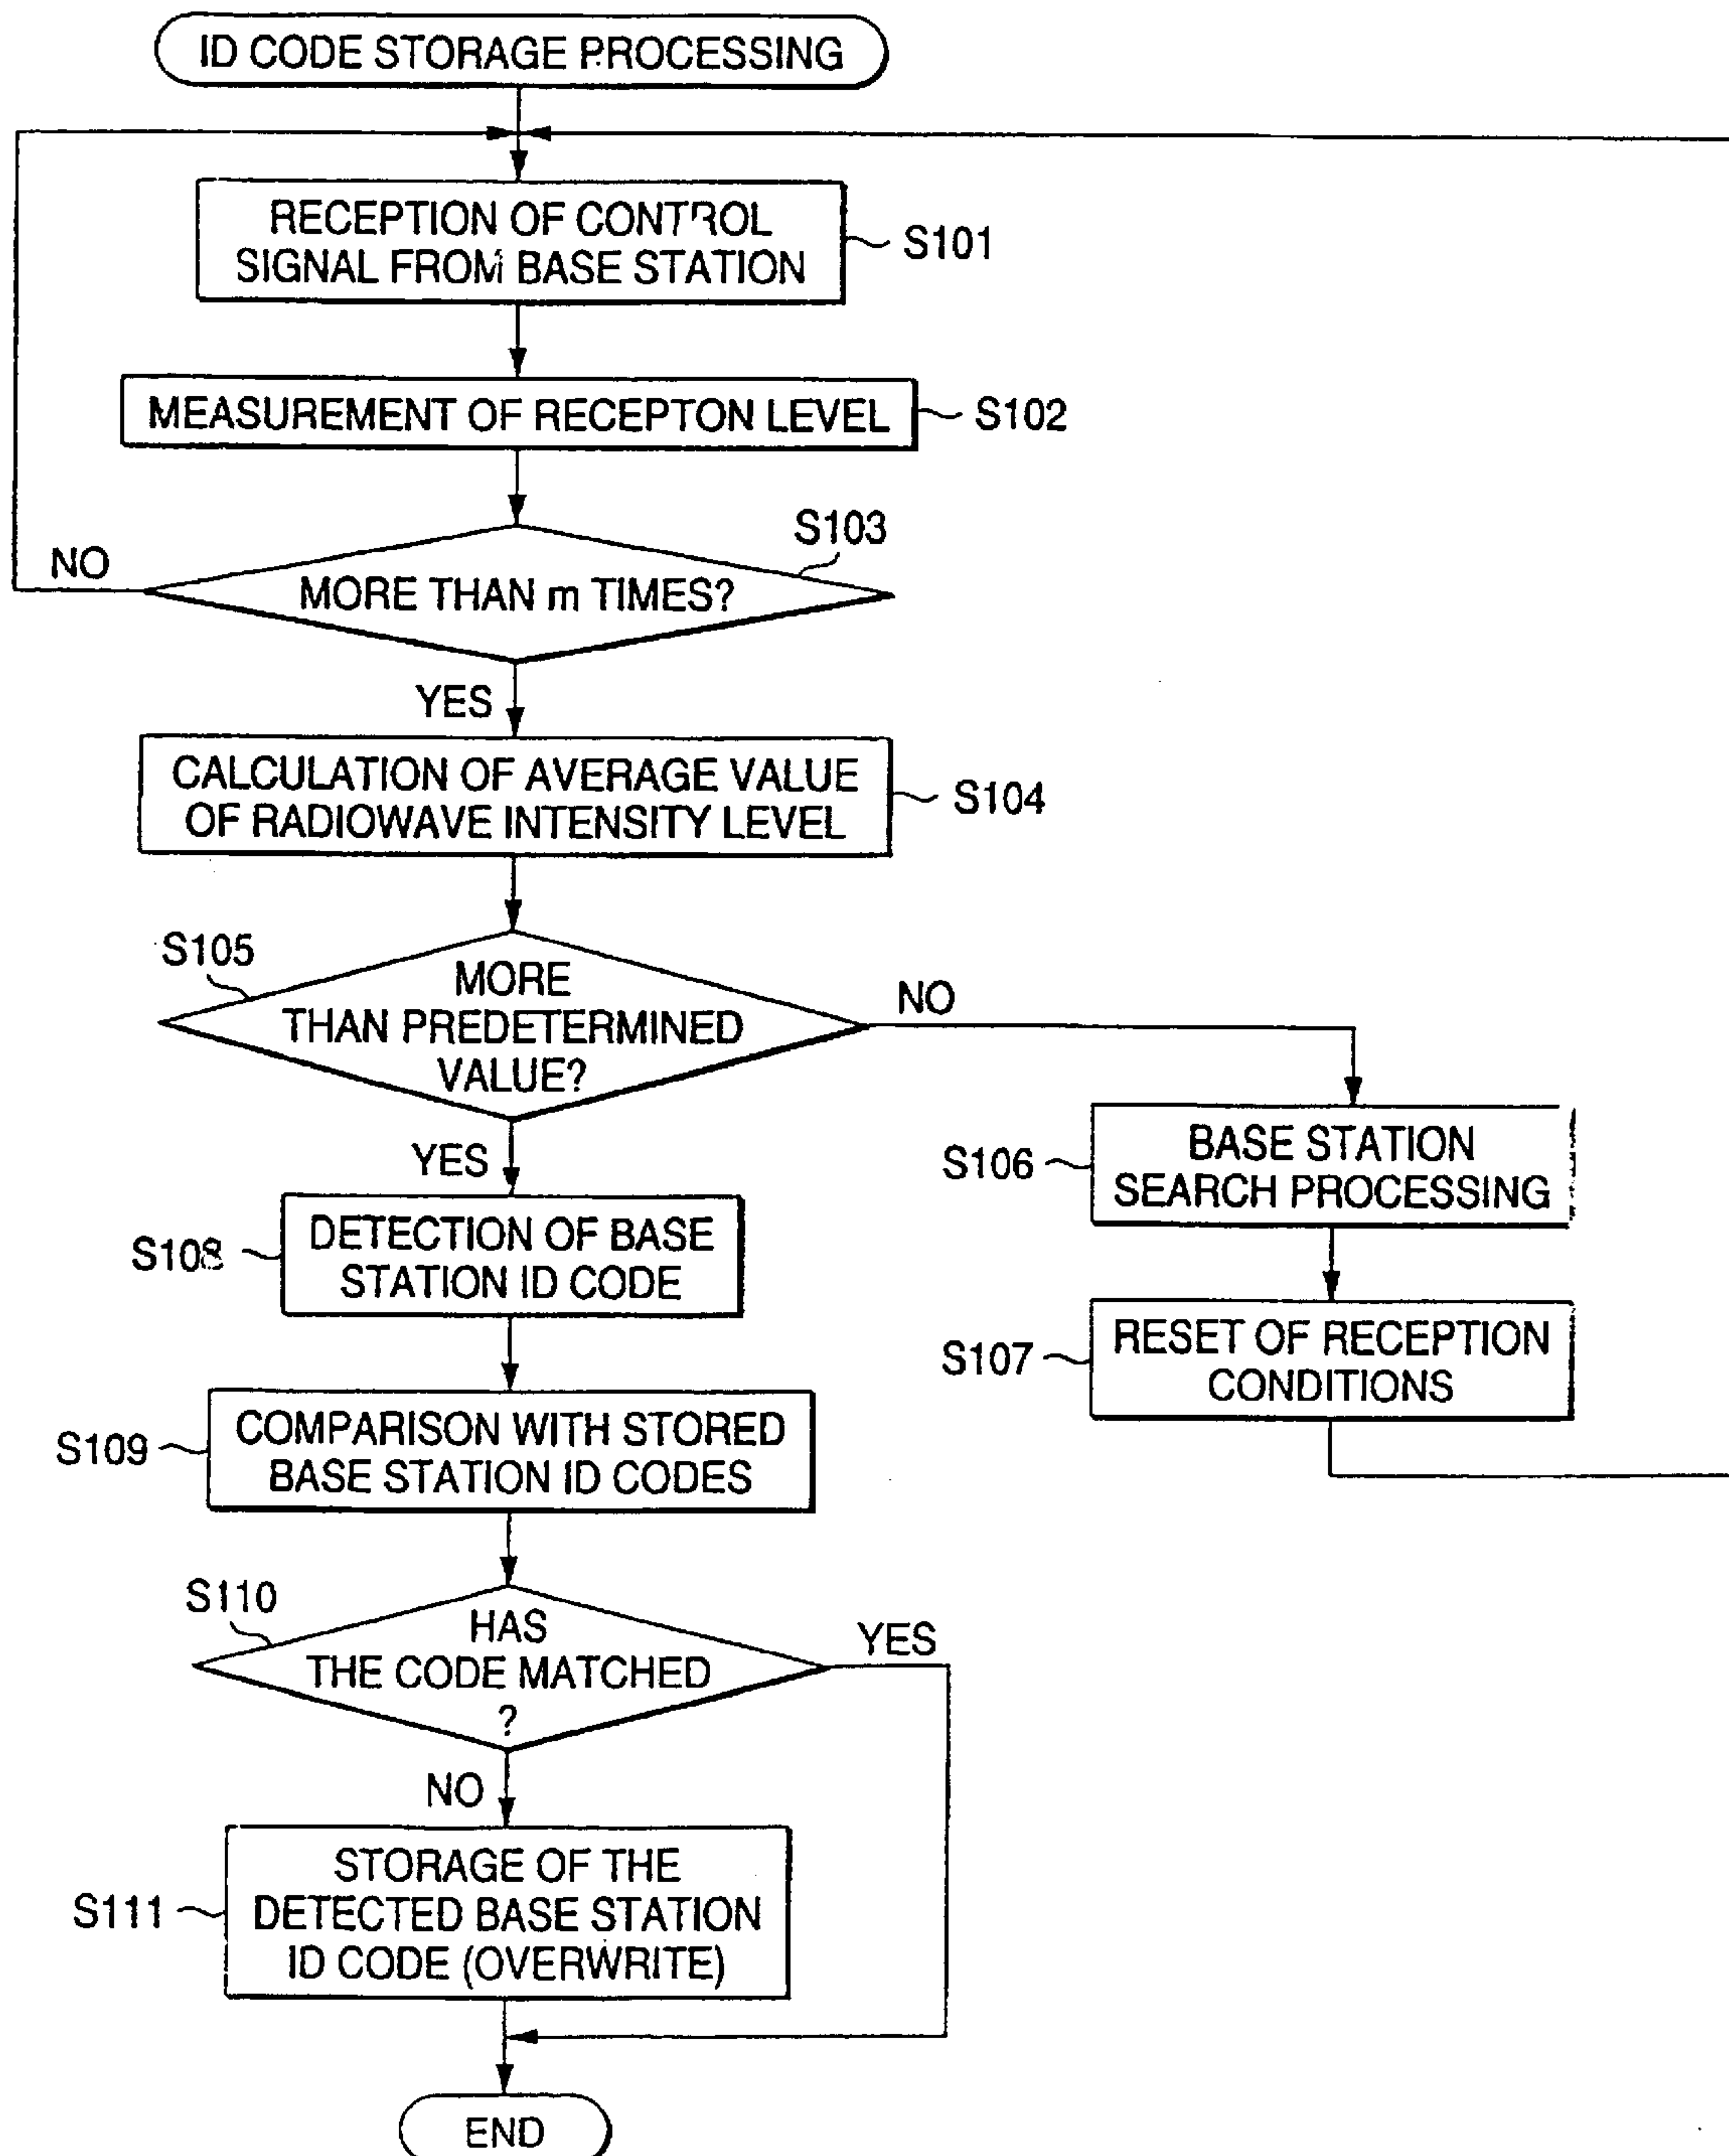 ID CODE STORAGE PROCESSING
RECEPTION OF CONTROL
SIGNAL FROM BASE STATION
S101
MEASUREMENT OF RECEPTON LEVEL
S102
S103
NO
MORE THAN m TIMES?
YES
CALCULATION OF AVERAGE VALUE
OF RADIOWAVE INTENSITY LEVEL
S104
S105
MORE
THAN PREDETERMINED
VALUE?
NO
YES
S106
BASE STATION
SEARCH PROCESSING
S107
RESET OF RECEPTION
CONDITIONS
S108
DETECTION OF BASE
STATION ID CODE
S109
COMPARISON WITH STORED
BASE STATION ID CODES
S110
HAS
THE CODE MATCHED
?
YES
NO
S111
STORAGE OF THE
DETECTED BASE STATION
ID CODE (OVERWRITE)
END